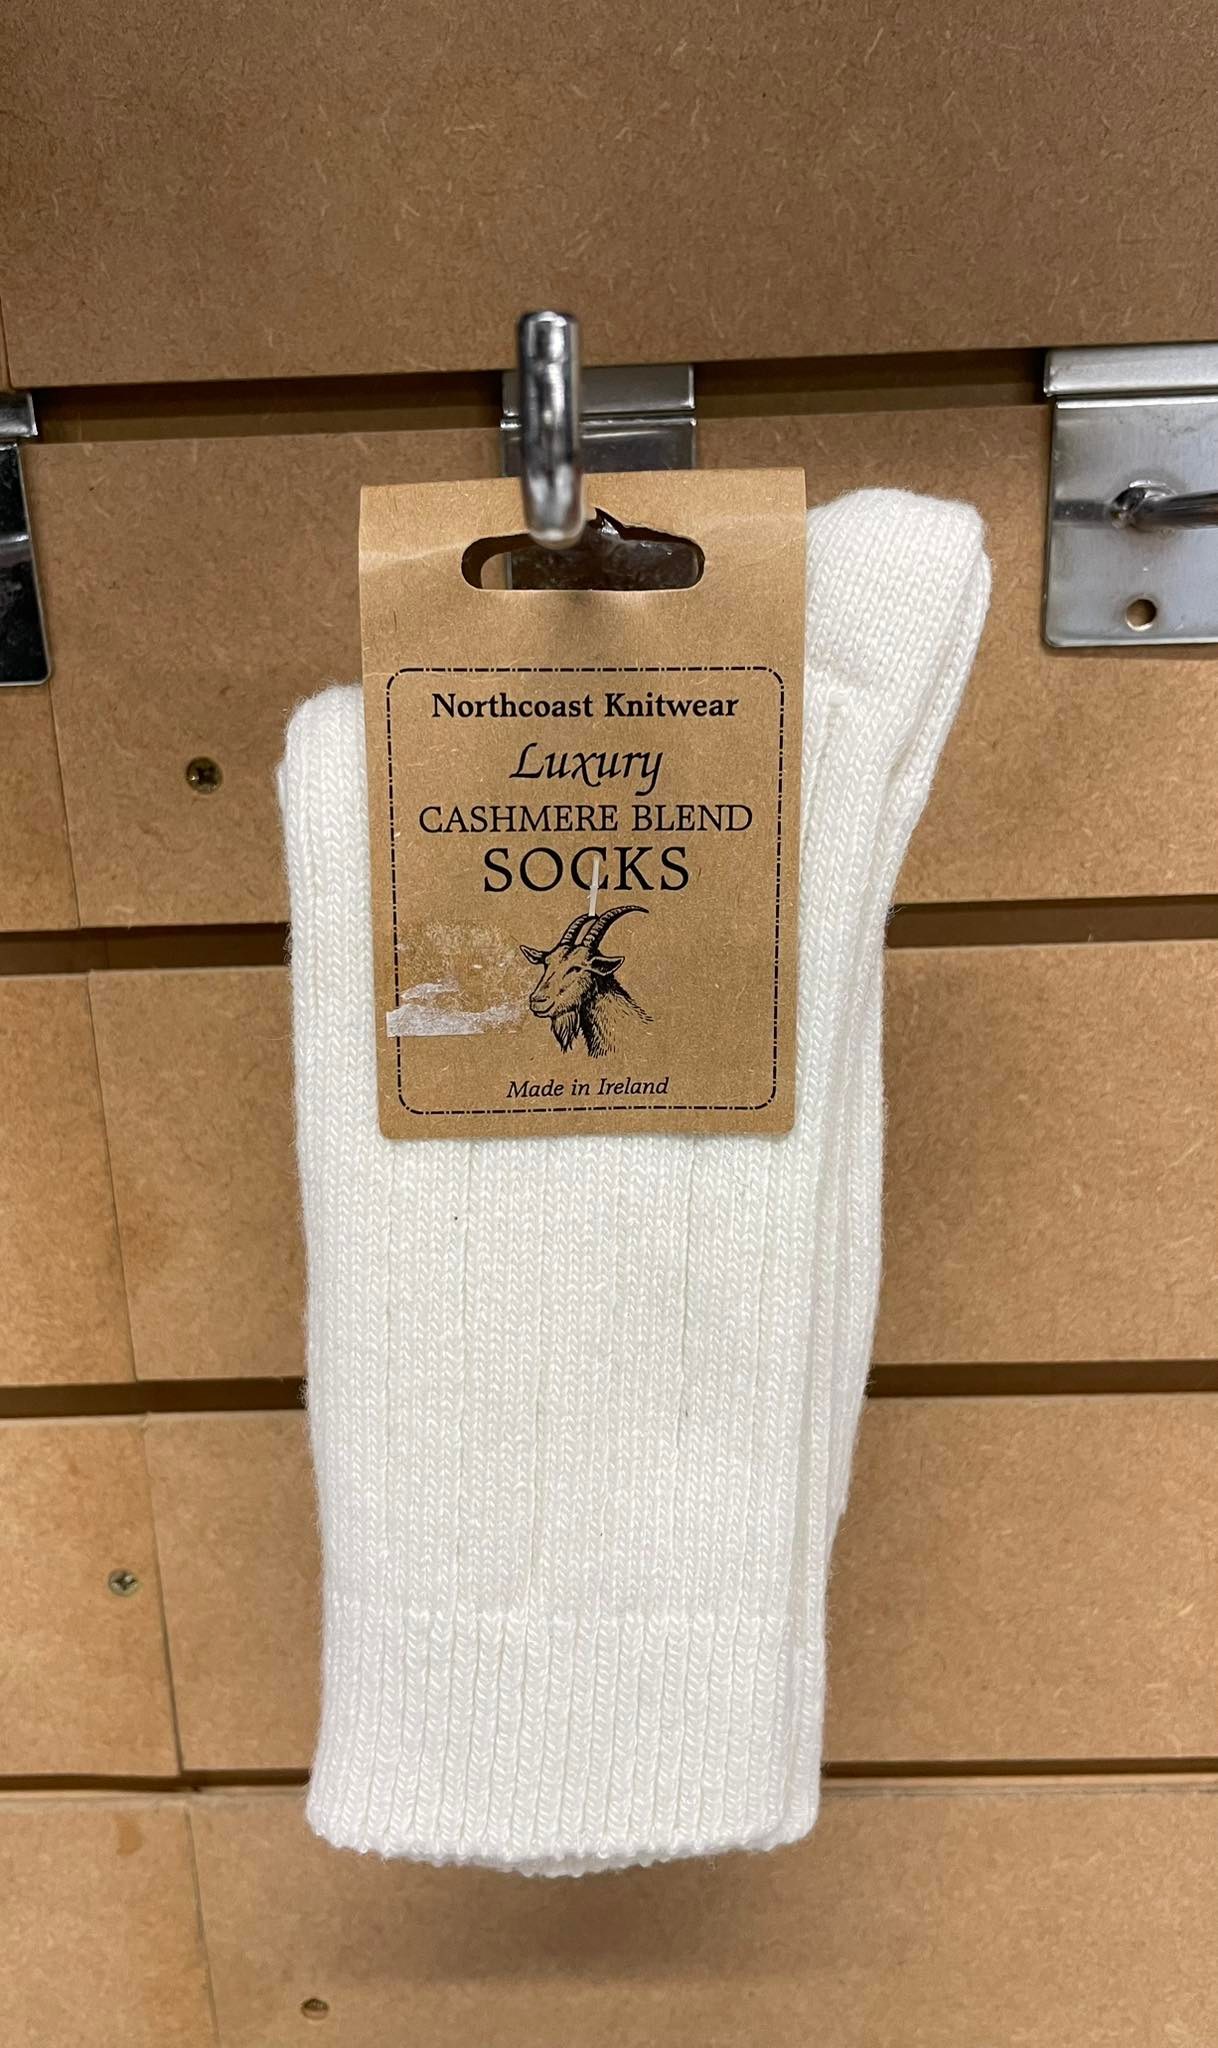 Northcoast Knitwear
Luxury
CASHMERE BLEND
SOCKS
Made in Ireland